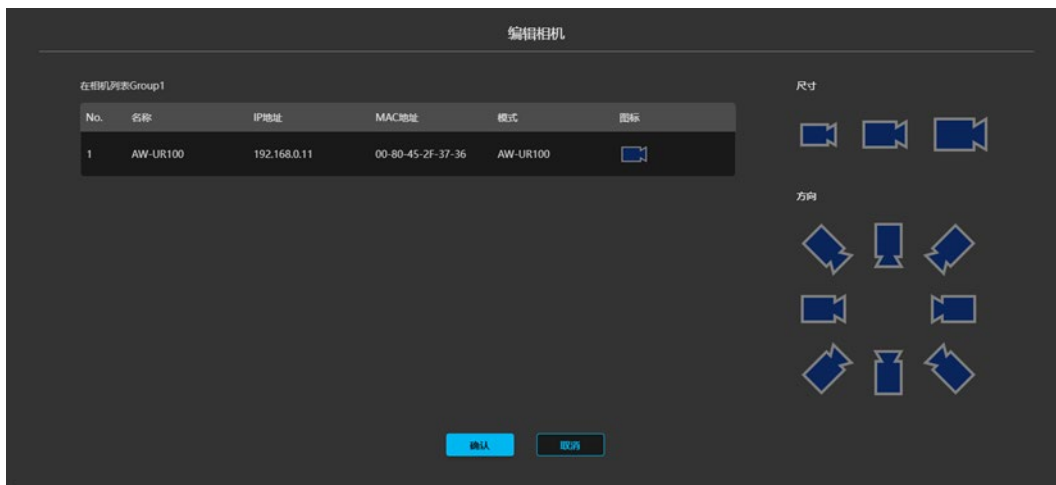 编辑相机
在相机列表Group1
No. 名称 IP地址 MAC地址 模式 图标
1 AW-UR100 192.168.0.11 00-80-45-2F-37-36 AW-UR100
尺寸
方向
确认 取消